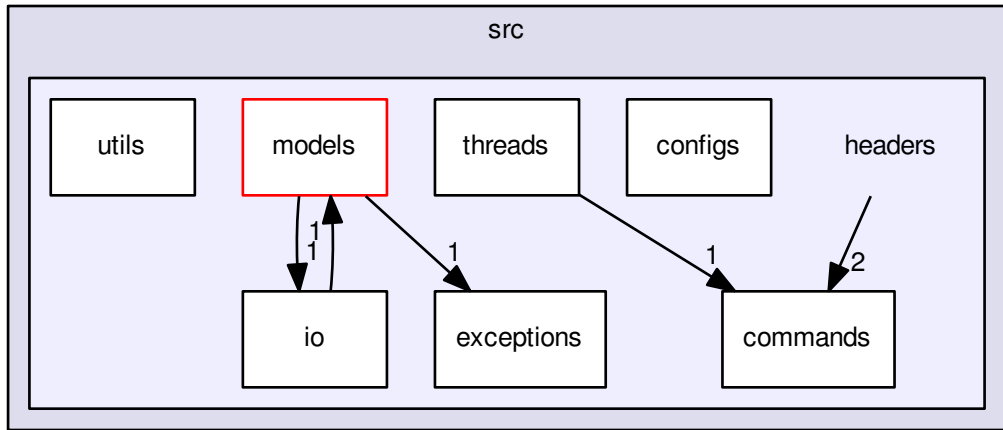 src
utils
models
threads
configs
headers
1
1
1
1
2
io
exceptions
commands